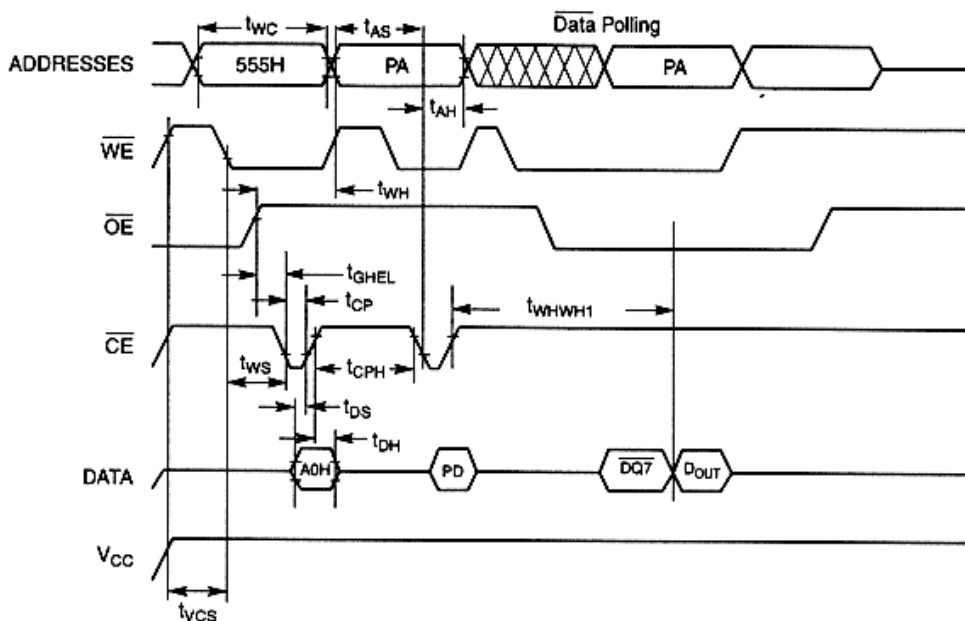 Data Polling
tWC
tAS
ADDRESSES
555H
PA
PA
tAH
WE
tWH
OE
tGHEL
tCP
tWHWH1
CE
tWS
tCPH
tDS
tDH
DATA
A0H
PD
DQ7
DOUT
VCC
tVCS